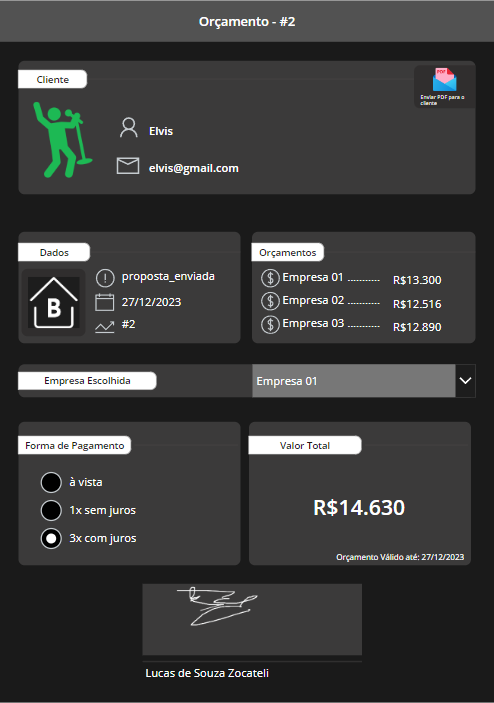 Orçamento - #2
Cliente
PDF
Enviar PDF para o
cliente
Elvis
elvis@gmail.com
Dados
B
proposta_enviada
27/12/2023
#2
Orçamentos
$ Empresa 01 ........... R$13.300
$ Empresa 02 ........... R$12.516
$ Empresa 03 ........... R$12.890
Empresa Escolhida
Empresa 01
Forma de Pagamento
à vista
1x sem juros
3x com juros
Valor Total
R$14.630
Orçamento Válido até: 27/12/2023
Lucas de Souza Zocateli